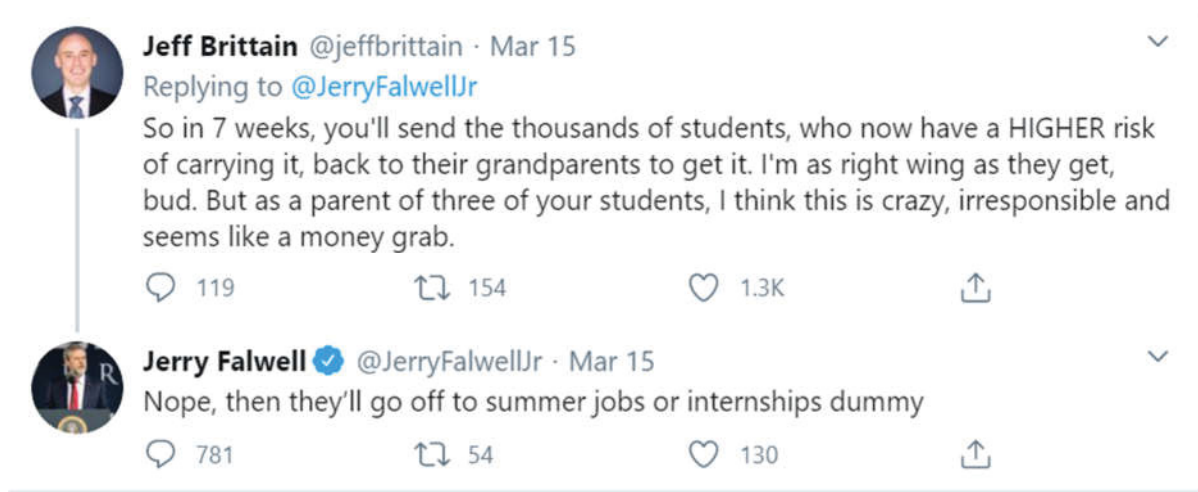 Jeff Brittain @jeffbrittain · Mar 15
Replying to @JerryFalwellJr
So in 7 weeks, you'll send the thousands of students, who now have a HIGHER risk
of carrying it, back to their grandparents to get it. I'm as right wing as they get,
bud. But as a parent of three of your students, I think this is crazy, irresponsible and
seems like a money grab.
119 154 1.3K
R
Jerry Falwell @JerryFalwellJr · Mar 15
Nope, then they'll go off to summer jobs or internships dummy
781 54 130